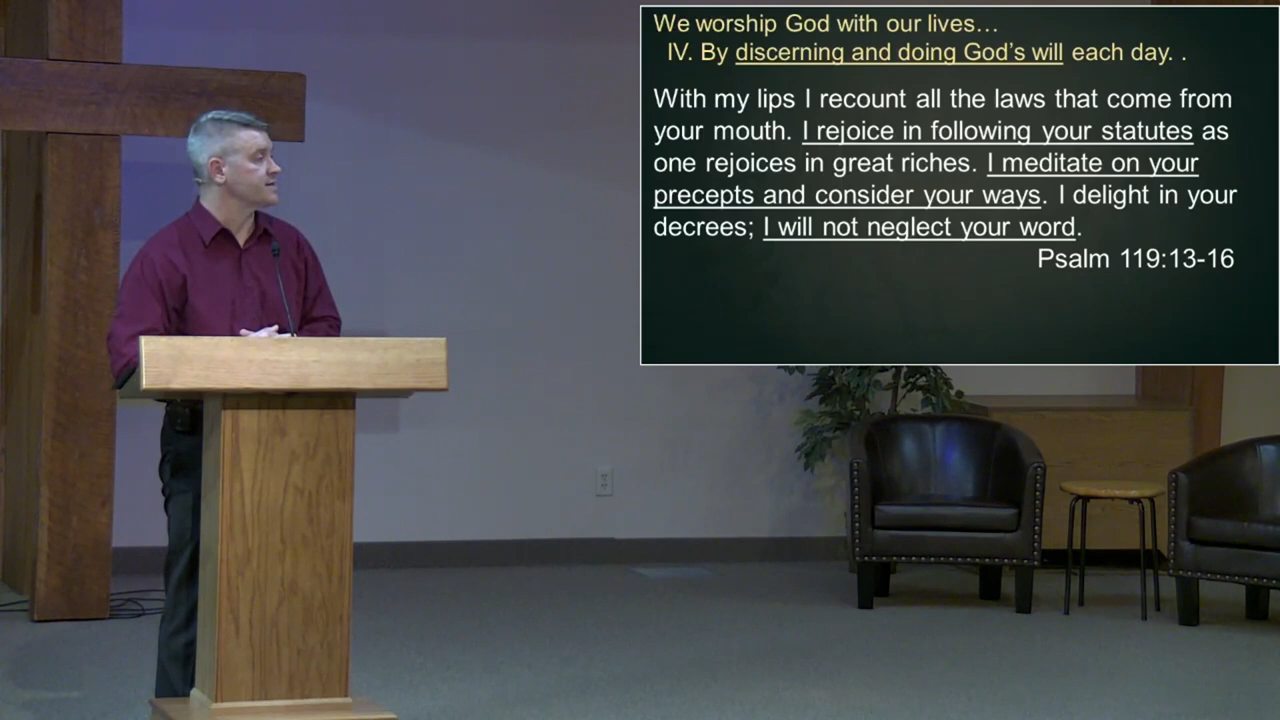 We worship God with our lives…
IV. By discerning and doing God's will each day. .
With my lips I recount all the laws that come from
your mouth. I rejoice in following your statutes as
one rejoices in great riches. I meditate on your
precepts and consider your ways. I delight in your
decrees; I will not neglect your word.
Psalm 119:13-16